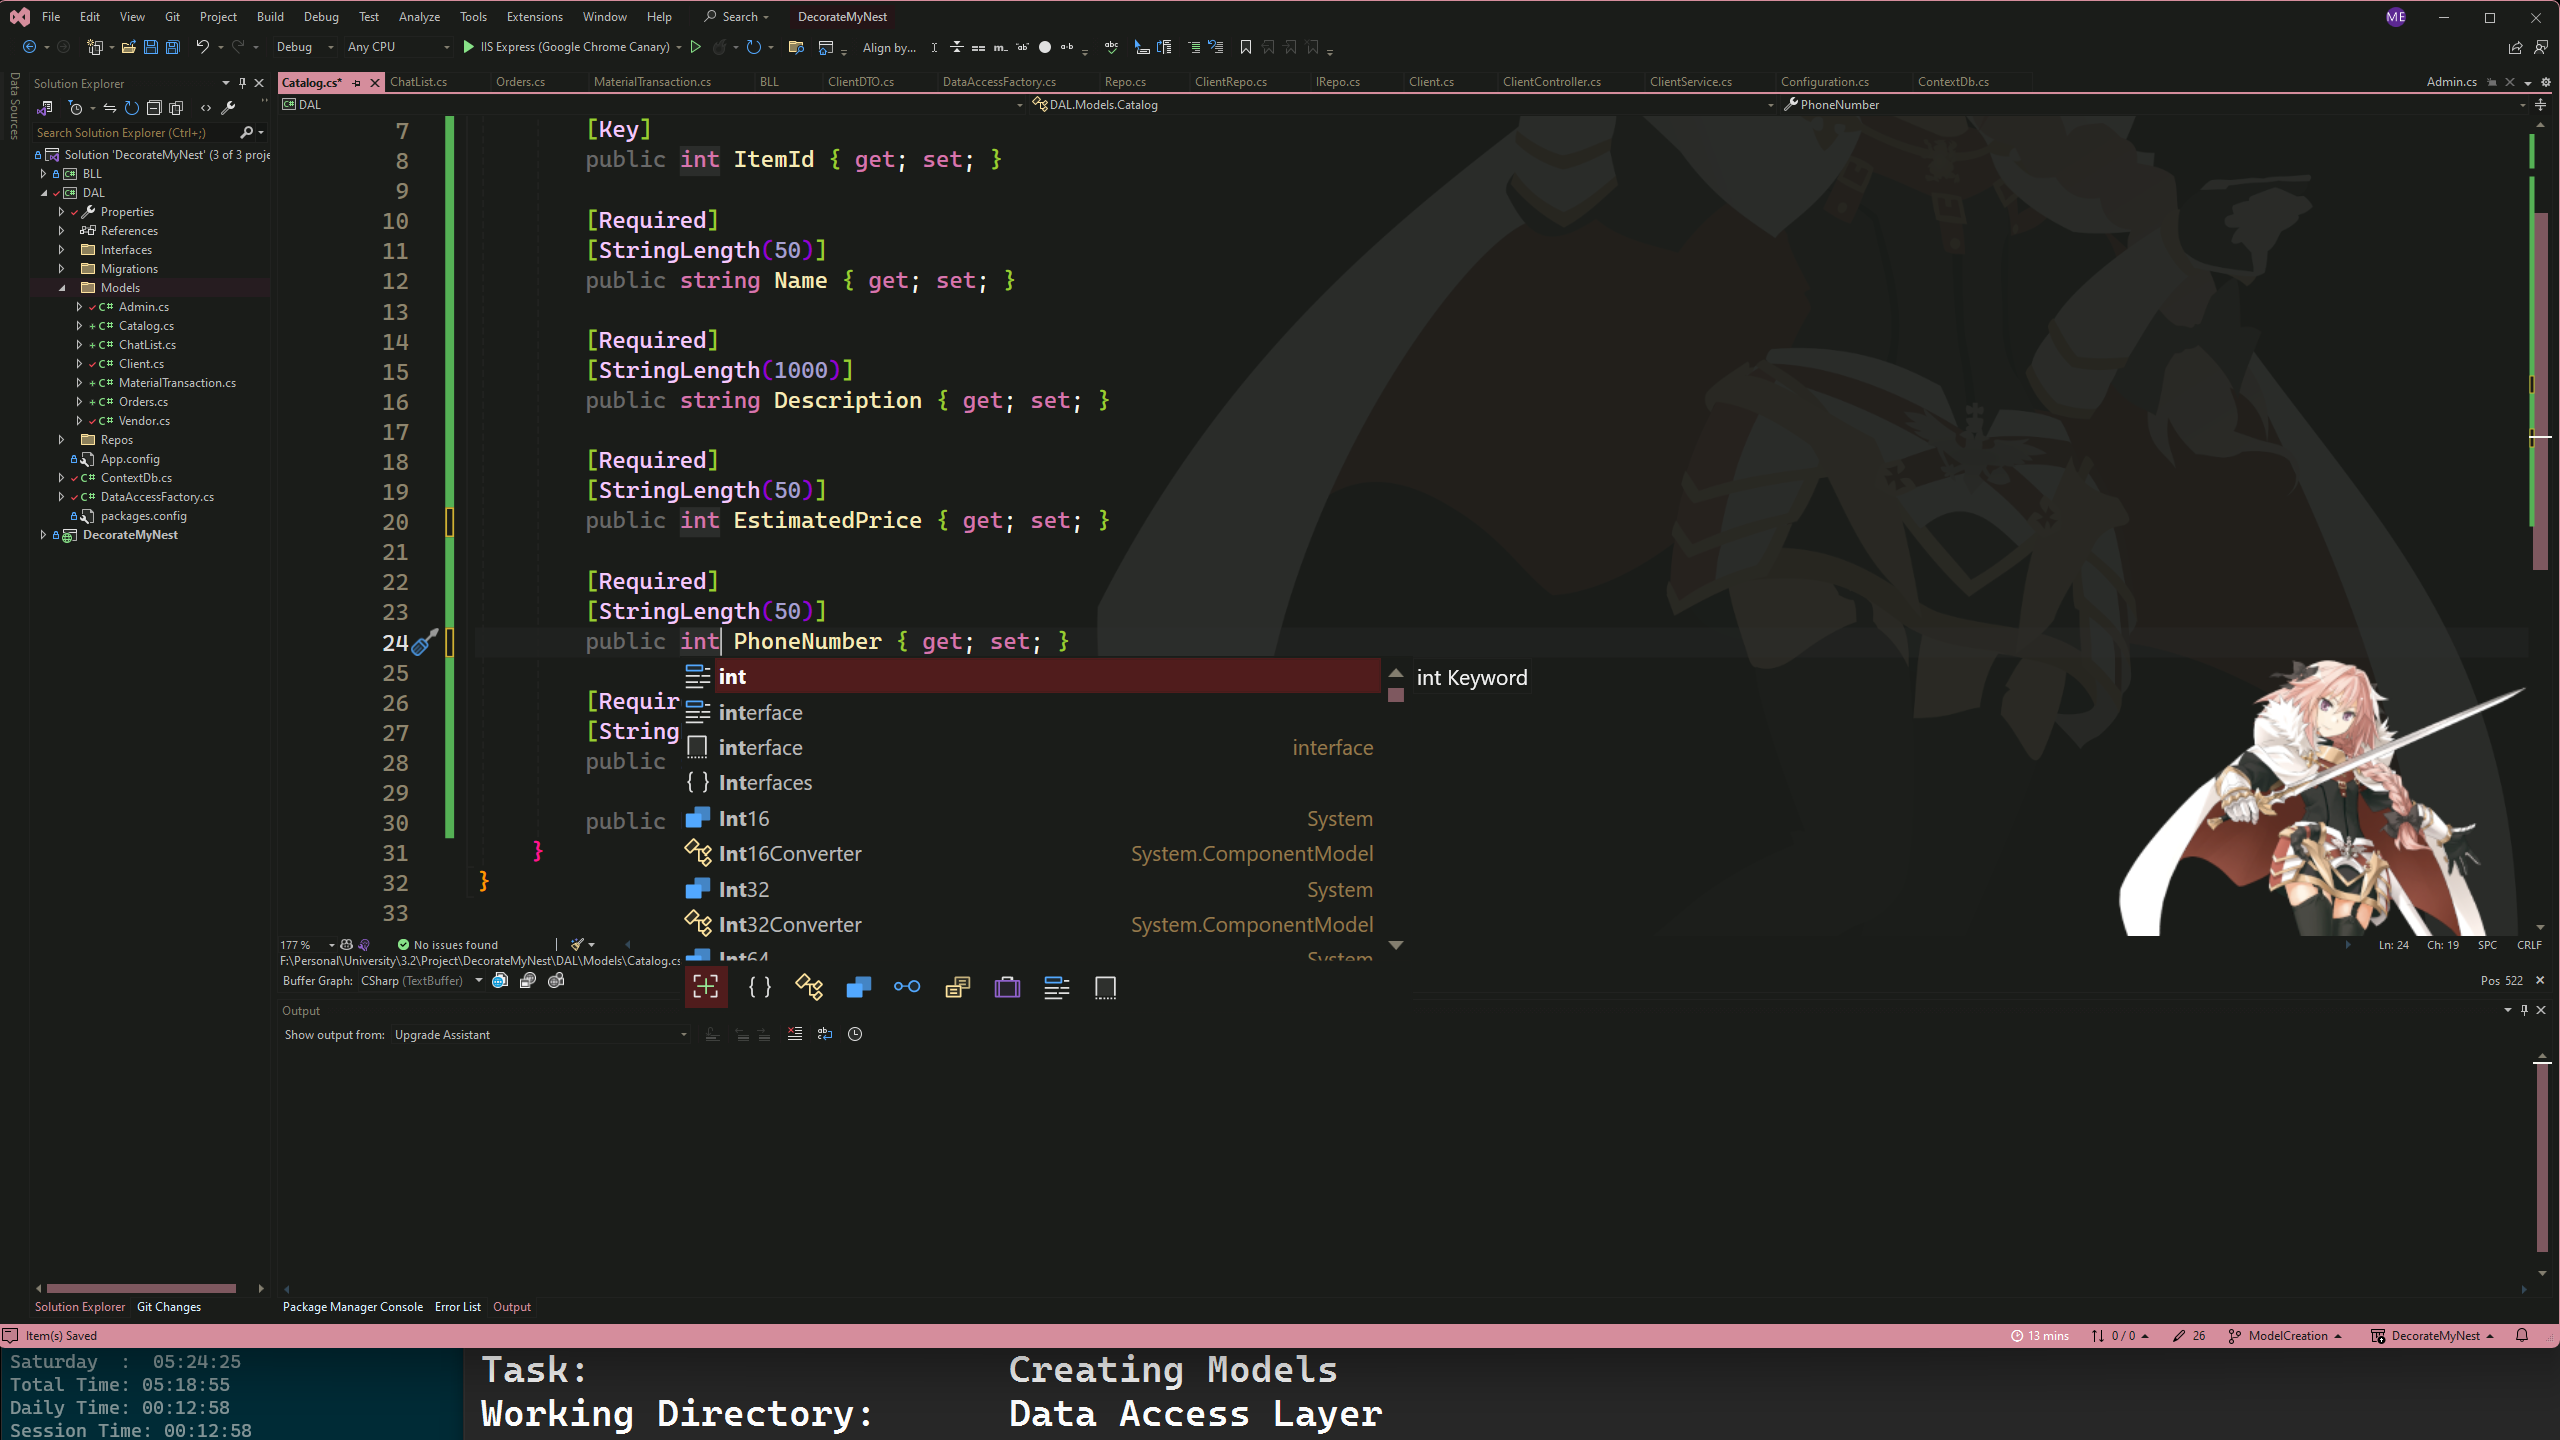 File Edit View Git Project Build Debug Test Analyze Tools Extensions Window Help Search DecorateMyNest ME
Debug Any CPU IIS Express (Google Chrome Canary) Align by...
Data Sources
Solution Explorer
Search Solution Explorer (Ctrl+;)
Solution 'DecorateMyNest' (3 of 3 proje
BLL
DAL
Properties
References
Interfaces
Migrations
Models
C# Admin.cs
C# Catalog.cs
C# ChatList.cs
C# Client.cs
C# MaterialTransaction.cs
C# Orders.cs
C# Vendor.cs
Repos
App.config
C# ContextDb.cs
C# DataAccessFactory.cs
packages.config
DecorateMyNest
Solution Explorer Git Changes
Catalog.cs* ChatList.cs Orders.cs MaterialTransaction.cs BLL ClientDTO.cs DataAccessFactory.cs Repo.cs ClientRepo.cs IRepo.cs Client.cs ClientController.cs ClientService.cs Configuration.cs ContextDb.cs Admin.cs
C# DAL DAL.Models.Catalog PhoneNumber
7 [Key]
8 public int ItemId { get; set; }
9
10 [Required]
11 [StringLength(50)]
12 public string Name { get; set; }
13
14 [Required]
15 [StringLength(1000)]
16 public string Description { get; set; }
17
18 [Required]
19 [StringLength(50)]
20 public int EstimatedPrice { get; set; }
21
22 [Required]
23 [StringLength(50)]
24 public int PhoneNumber { get; set; }
25
26 [Requir
27 [String
28 public
29
30 public
31 }
32 }
33
int
interface
interface interface
{ } Interfaces
Int16 System
Int16Converter System.ComponentModel
Int32 System
Int32Converter System.ComponentModel
Int64 System
int Keyword
177 % No issues found Ln: 24 Ch: 19 SPC CRLF
F:\Personal\University\3.2\Project\DecorateMyNest\DAL\Models\Catalog.cs
Buffer Graph: CSharp (TextBuffer) Pos 522
Output
Show output from: Upgrade Assistant
Package Manager Console Error List Output
Item(s) Saved 13 mins 0 / 0 26 ModelCreation DecorateMyNest
Saturday : 05:24:25
Total Time: 05:18:55
Daily Time: 00:12:58
Session Time: 00:12:58
Task: Creating Models
Working Directory: Data Access Layer